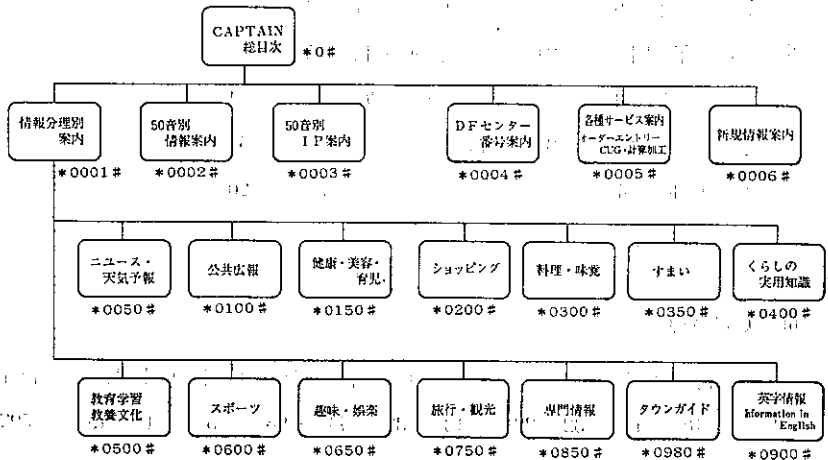 CAPTAIN
総目次
*0#
情報分理別
案内
*0001#
50音別
情報案内
*0002#
50音別
IP案内
*0003#
DFセンター
番号案内
*0004#
各種サービス案内
オーダーエントリー
CUG・計算加工
*0005#
新規情報案内
*0006#
ニュース・
天気予報
*0050#
公共広報
*0100#
健康・美容・
育児
*0150#
ショッピング
*0200#
料理・味覚
*0300#
すまい
*0350#
くらしの
実用知識
*0400#
教育学習
教養文化
*0500#
スポーツ
*0600#
趣味・娯楽
*0650#
旅行・観光
*0750#
専門情報
*0850#
タウンガイド
*0980#
英字情報
Information in
English
*0900#